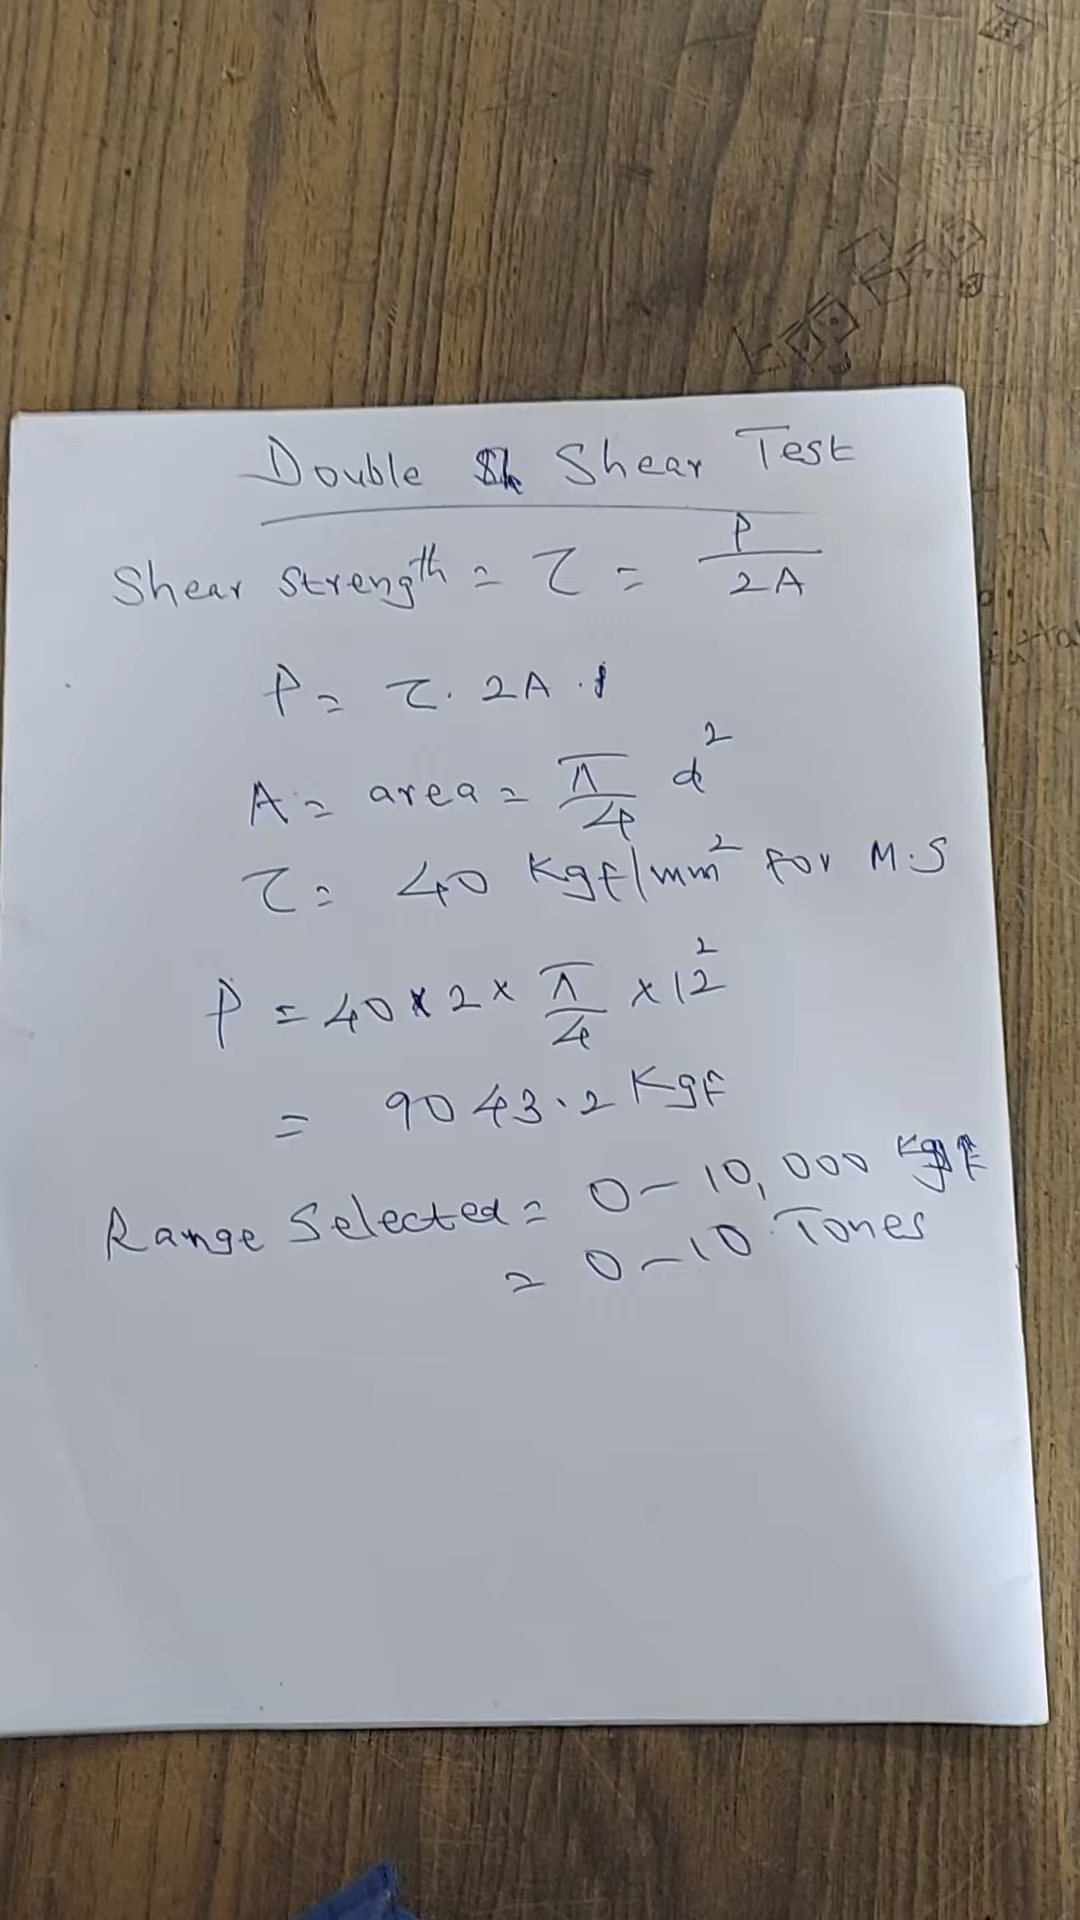 Double Shear Test
Shear Strength = τ = P/2A
P = τ. 2A.
A = area = π/4 d²
τ = 40 Kgf/mm² for M.S
P = 40 x 2 x π/4 x 12²
= 9043.2 Kgf
Range Selected = 0-10,000 Kgf
= 0-10 Tones